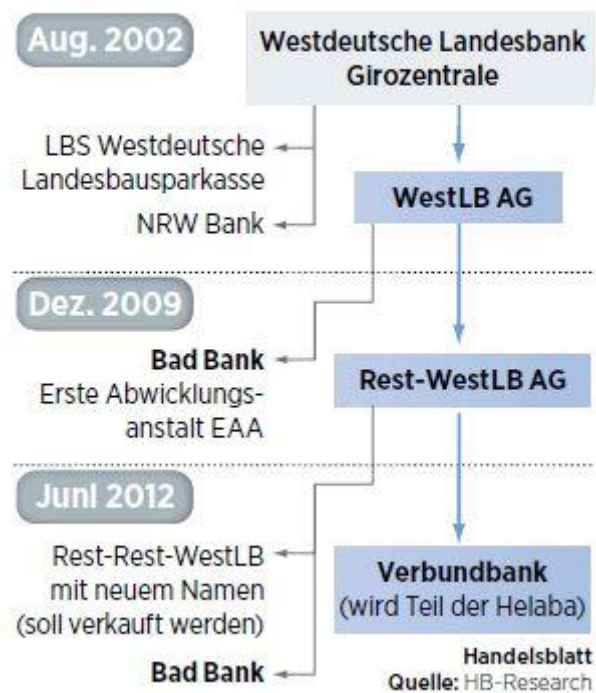 Aug. 2002
Westdeutsche Landesbank
Girozentrale
LBS Westdeutsche
Landesbausparkasse
NRW Bank
WestLB AG
Dez. 2009
Bad Bank
Erste Abwicklungs-
anstalt EAA
Rest-WestLB AG
Juni 2012
Rest-Rest-WestLB
mit neuem Namen
(soll verkauft werden)
Bad Bank
Verbundbank
(wird Teil der Helaba)
Handelsblatt
Quelle: HB-Research